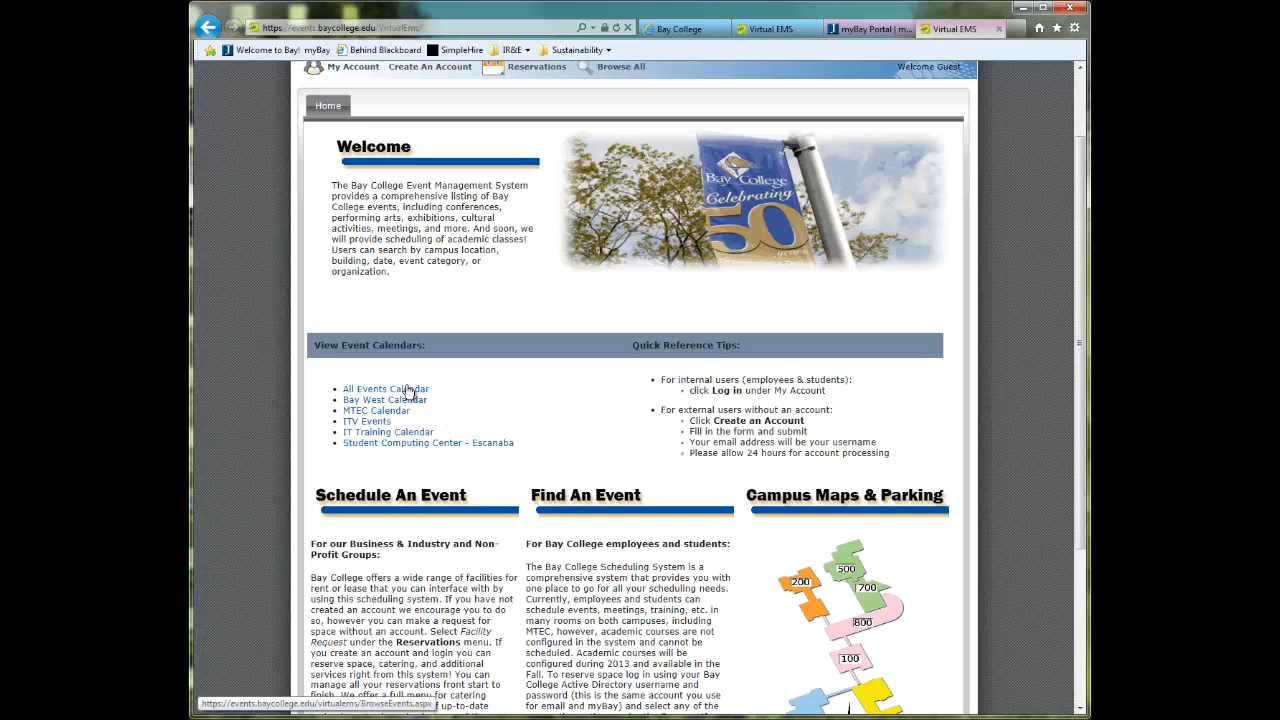 https://events.baycollege.edu/VirtualEms/
Bay College
Virtual EMS
myBay Portal | m...
Virtual EMS
Welcome to Bay! myBay
Behind Blackboard
SimpleHire
IR&E
Sustainability
My Account
Create An Account
Reservations
Browse All
Welcome Guest
Home
Welcome
The Bay College Event Management System
provides a comprehensive listing of Bay
College events, including conferences,
performing arts, exhibitions, cultural
activities, meetings, and more. And soon, we
will provide scheduling of academic classes!
Users can search by campus location,
building, date, event category, or
organization.
Bay College
Celebrating
50
years
View Event Calendars:
Quick Reference Tips:
All Events Calendar
Bay West Calendar
MTEC Calendar
ITV Events
IT Training Calendar
Student Computing Center - Escanaba
For internal users (employees & students):
click Log in under My Account
For external users without an account:
Click Create an Account
Fill in the form and submit
Your email address will be your username
Please allow 24 hours for account processing
Schedule An Event
For our Business & Industry and Non-
Profit Groups:
Bay College offers a wide range of facilities for
rent or lease that you can interface with by
using this scheduling system. If you have not
created an account we encourage you to do
so, however you can make a request for
space without an account. Select Facility
Request under the Reservations menu. If
you create an account and login you can
reserve space, catering, and additional
services right from this system! You can
manage all your reservations from start to
finish. We offer a full menu for catering
up-to-date
Find An Event
For Bay College employees and students:
The Bay College Scheduling System is a
comprehensive system that provides you with
one place to go for all your scheduling needs.
Currently, employees and students can
schedule events, meetings, training, etc. in
many rooms on both campuses, including
MTEC, however, academic courses are not
configured in the system and cannot be
scheduled. Academic courses will be
configured during 2013 and available in the
Fall. To reserve space log in using your Bay
College Active Directory username and
password (this is the same account you use
for email and myBay) and select any of the
Campus Maps & Parking
500
200
700
800
100
https://events.baycollege.edu/virtualems/BrowseEvents.aspx